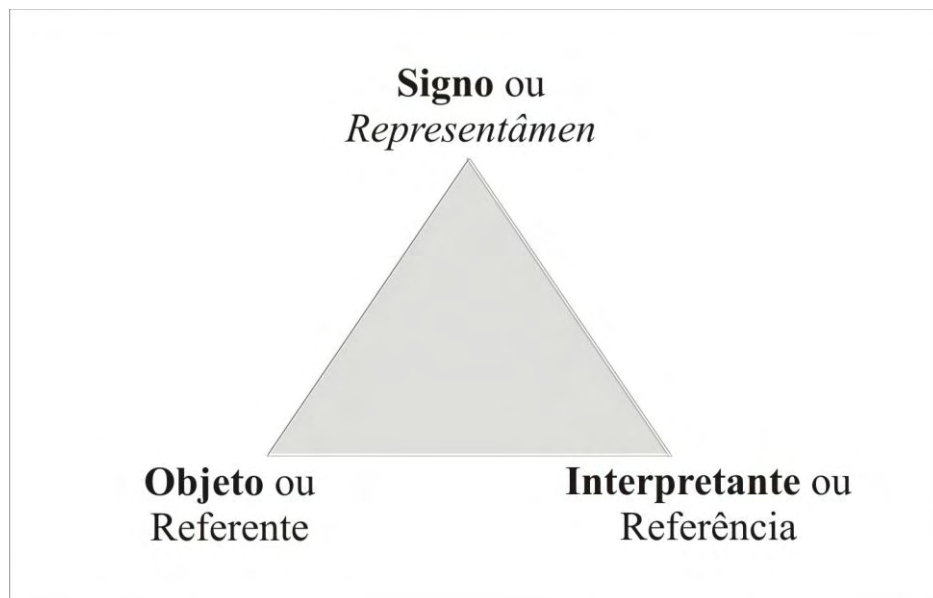 Signo ou
Representâmen
Objeto ou
Referente
Interpretante ou
Referência